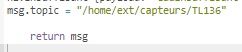 msg.topic = "/home/ext/capteurs/TL136"
return msg